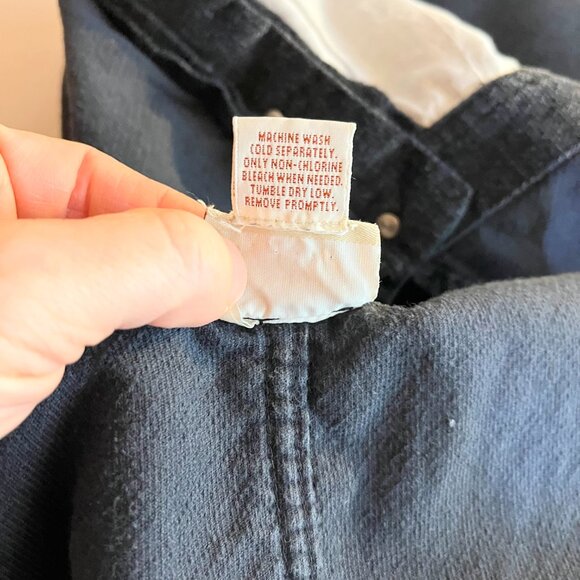 MACHINE WASH
COLD SEPARATELY.
ONLY NON-CHLORINE
BLEACH WHEN NEEDED.
TUMBLE DRY LOW.
REMOVE PROMPTLY.